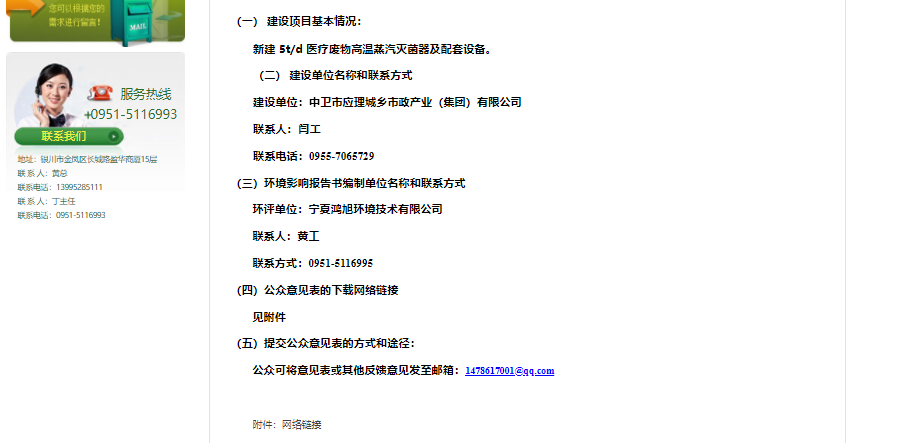 您可以根据您的
需求进行留言！
MAIL
服务热线
+0951-5116993
联系我们
地址：银川市金凤区长城路盈华商厦15层
联 系 人：黄总
联系电话：13995285111
联 系 人：丁主任
联系电话：0951-5116993
（一） 建设项目基本情况：
新建 5t/d 医疗废物高温蒸汽灭菌器及配套设备。
（二） 建设单位名称和联系方式
建设单位：中卫市应理城乡市政产业（集团）有限公司
联系人：闫工
联系电话：0955-7065729
（三）环境影响报告书编制单位名称和联系方式
环评单位：宁夏鸿旭环境技术有限公司
联系人：黄工
联系方式：0951-5116995
（四）公众意见表的下载网络链接
见附件
（五）提交公众意见表的方式和途径：
公众可将意见表或其他反馈意见发至邮箱：1478617001@qq.com
附件：网络链接